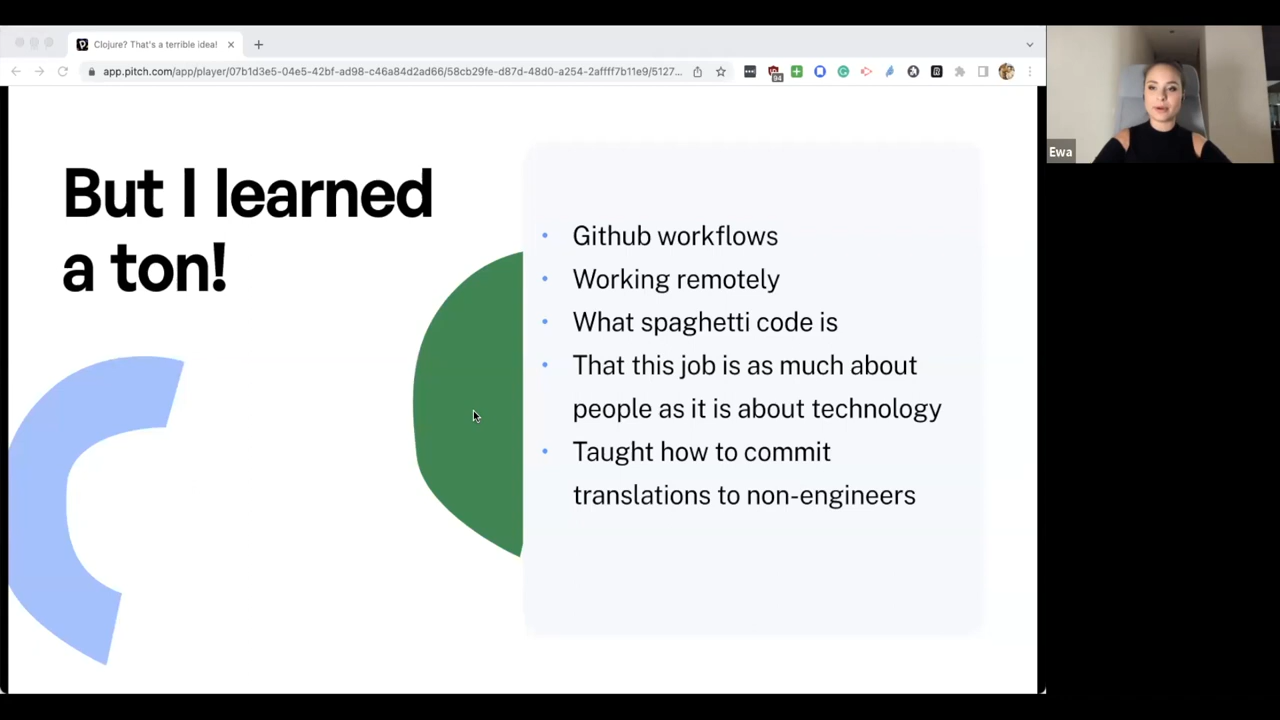 Clojure? That's a terrible idea!
app.pitch.com/app/player/07b1d3e5-04e5-42bf-ad98-c46a84d2ad66/58cb29fe-d87d-48d0-a254-2affff7b11e9/5127...
94
Ewa
But I learned
a ton!
• Github workflows
• Working remotely
• What spaghetti code is
• That this job is as much about
people as it is about technology
• Taught how to commit
translations to non-engineers